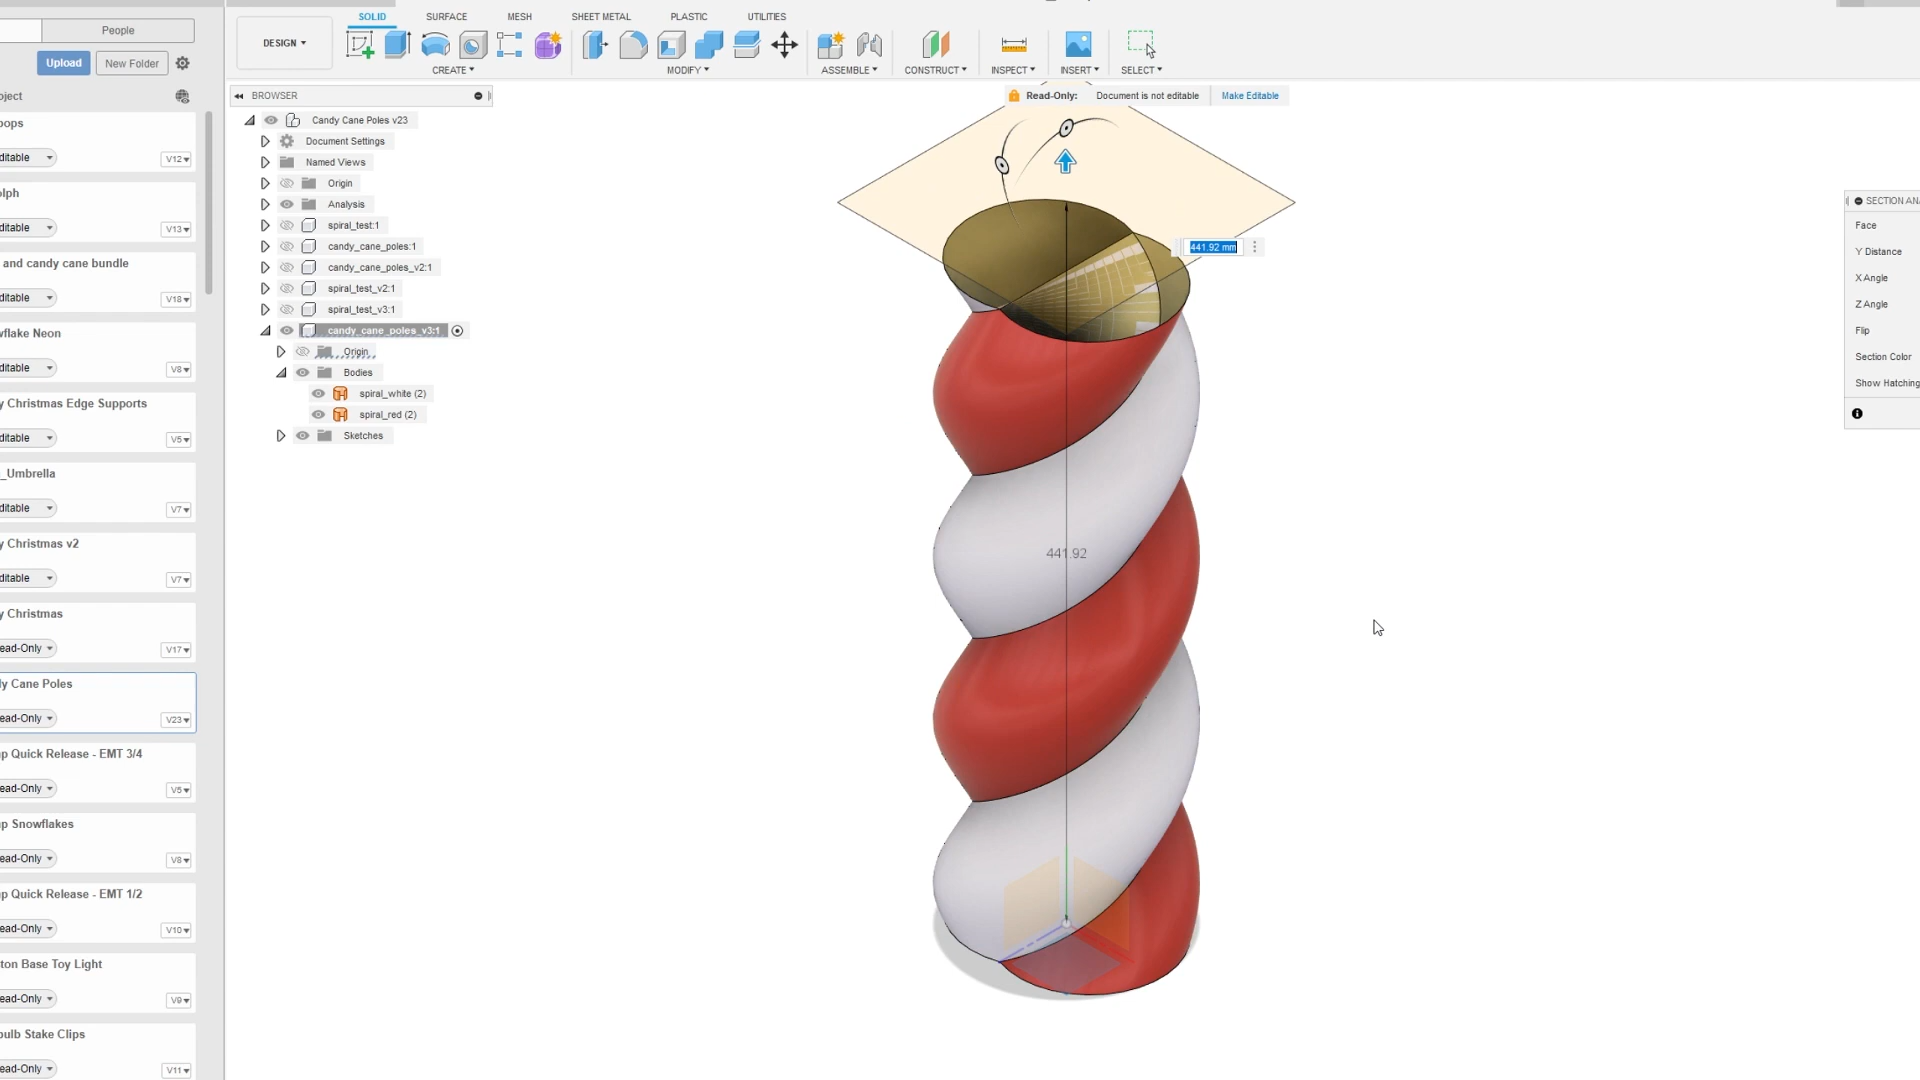 People
Upload
New Folder
oject
pops
ditable
V12
olph
ditable
V13
and candy cane bundle
ditable
V18
wflake Neon
ditable
V8
y Christmas Edge Supports
ditable
V5
_Umbrella
ditable
V7
y Christmas v2
ditable
V7
y Christmas
ead-Only
V17
dy Cane Poles
ead-Only
V23
p Quick Release - EMT 3/4
ead-Only
V5
p Snowflakes
ead-Only
V8
p Quick Release - EMT 1/2
ead-Only
V10
ton Base Toy Light
ead-Only
V9
bulb Stake Clips
ead-Only
V11
DESIGN
SOLID
SURFACE
MESH
SHEET METAL
PLASTIC
UTILITIES
CREATE
MODIFY
ASSEMBLE
CONSTRUCT
INSPECT
INSERT
SELECT
BROWSER
Candy Cane Poles v23
Document Settings
Named Views
Origin
Analysis
spiral_test:1
candy_cane_poles:1
candy_cane_poles_v2:1
spiral_test_v2:1
spiral_test_v3:1
candy_cane_poles_v3:1
Origin
Bodies
spiral_white (2)
spiral_red (2)
Sketches
Read-Only: Document is not editable Make Editable
441.92 mm
441.92
SECTION ANA
Face
Y Distance
X Angle
Z Angle
Flip
Section Color
Show Hatching